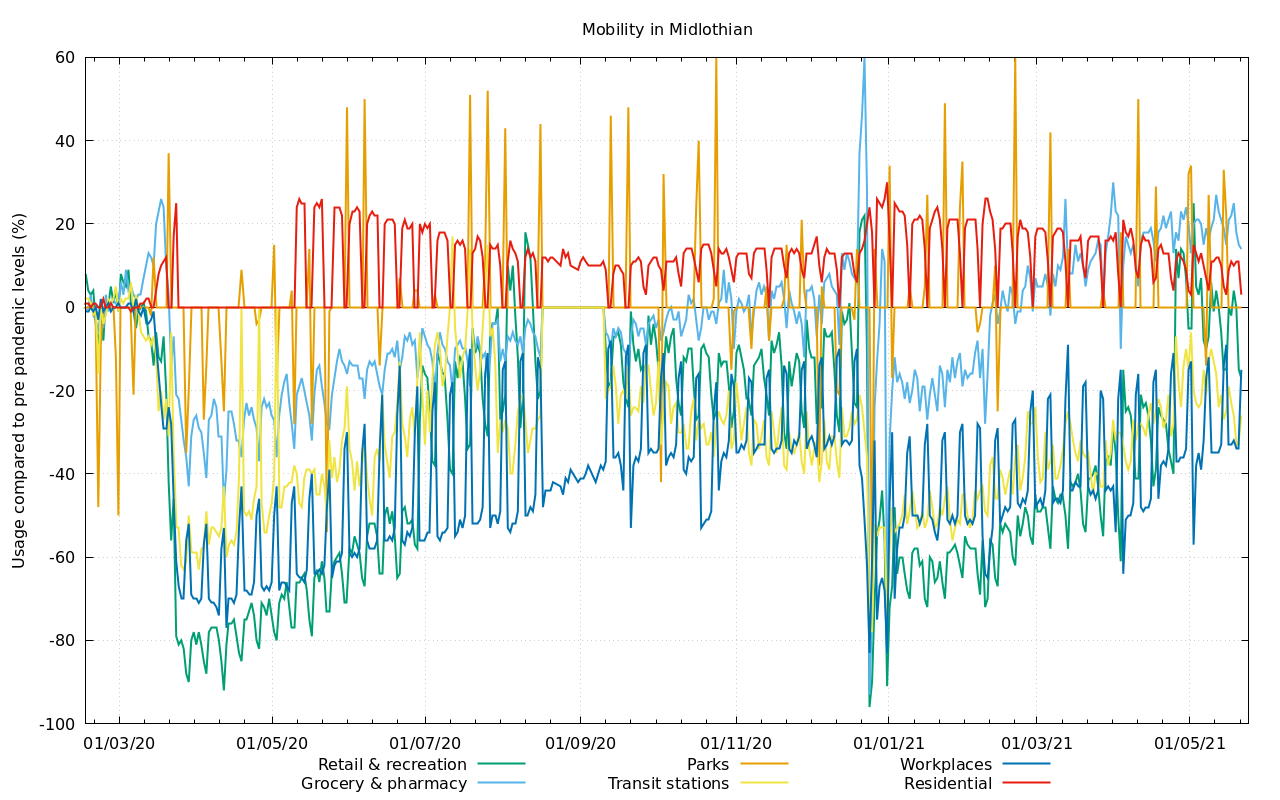 Mobility in Midlothian
Usage compared to pre pandemic levels (%)
60
40
20
0
-20
-40
-60
-80
-100
01/03/20 01/05/20 01/07/20 01/09/20 01/11/20 01/01/21 01/03/21 01/05/21
Retail & recreation Parks Workplaces
Grocery & pharmacy Transit stations Residential